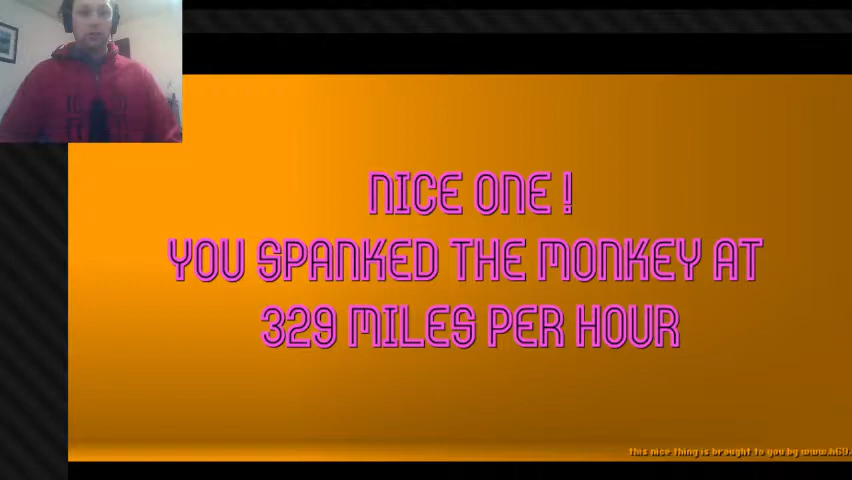 NICE ONE !
YOU SPANKED THE MONKEY AT
329 MILES PER HOUR
this nice thing is brought to you by